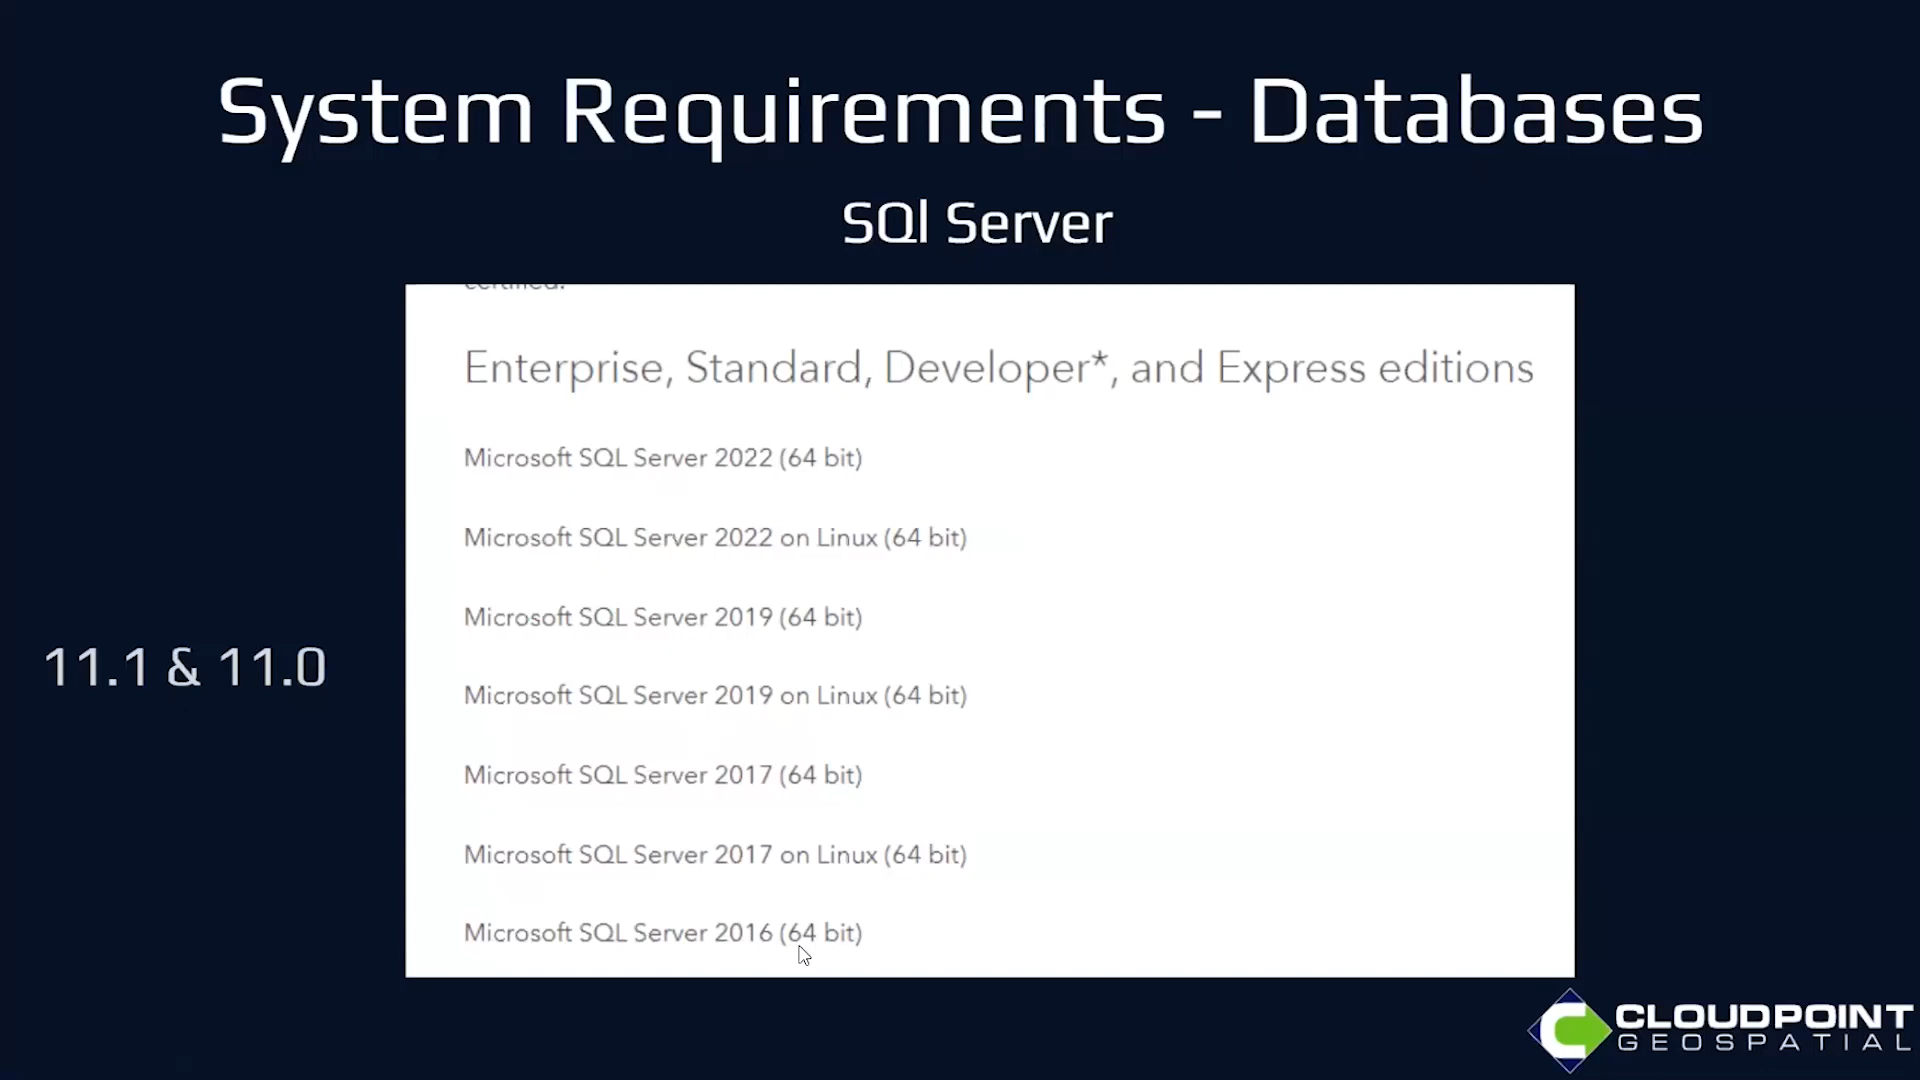 System Requirements - Databases
SQl Server
certified.
Enterprise, Standard, Developer*, and Express editions
Microsoft SQL Server 2022 (64 bit)
Microsoft SQL Server 2022 on Linux (64 bit)
Microsoft SQL Server 2019 (64 bit)
11.1 & 11.0
Microsoft SQL Server 2019 on Linux (64 bit)
Microsoft SQL Server 2017 (64 bit)
Microsoft SQL Server 2017 on Linux (64 bit)
Microsoft SQL Server 2016 (64 bit)
CLOUDPOINT
GEOSPATIAL